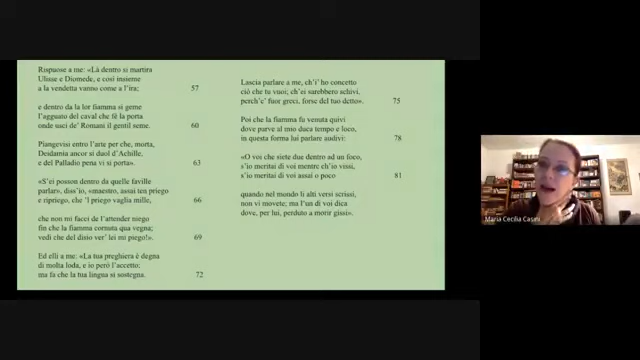 Rispuose a me: «Là dentro si martira
Ulisse e Diomede, e così insieme
a la vendetta vanno come a l'ira; 57
e dentro da la lor fiamma si geme
l'agguato del caval che fé la porta
onde uscì de' Romani il gentil seme. 60
Piangevisi entro l'arte per che, morta,
Deïdamia ancor si duol d'Achille,
e del Palladio pena vi si porta». 63
«S'ei posson dentro da quelle faville
parlar», diss'io, «maestro, assai ten priego
e ripriego, che 'l priego vaglia mille, 66
che non mi facci de l'attender niego
fin che la fiamma cornuta qua vegna;
vedi che del disio ver' lei mi piego!». 69
Ed elli a me: «La tua preghiera è degna
di molta loda, e io però l'accetto;
ma fa che la tua lingua si sostegna. 72
Lascia parlare a me, ch'i' ho concetto
ciò che tu vuoi; ch'ei sarebbero schivi,
perch'e' fuor greci, forse del tuo detto». 75
Poi che la fiamma fu venuta quivi
dove parve al mio duca tempo e loco,
in questa forma lui parlare audivi: 78
«O voi che siete due dentro ad un foco,
s'io meritai di voi mentre ch'io vissi,
s'io meritai di voi assai o poco 81
quando nel mondo li alti versi scrissi,
non vi movete; ma l'un di voi dica
dove, per lui, perduto a morir gissi».
Maria Cecilia Casini